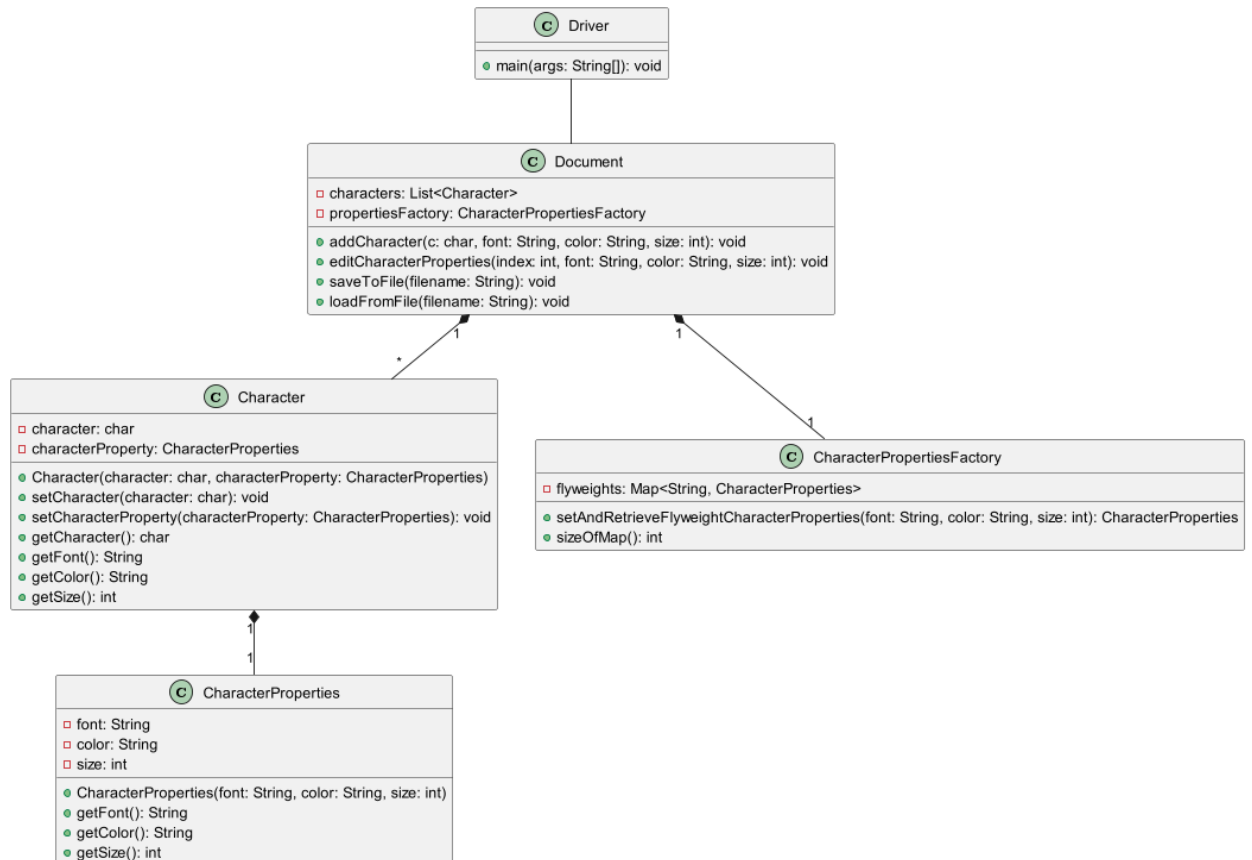 C Driver
main(args: String[]): void
C Document
characters: List<Character>
propertiesFactory: CharacterPropertiesFactory
addCharacter(c: char, font: String, color: String, size: int): void
editCharacterProperties(index: int, font: String, color: String, size: int): void
saveToFile(filename: String): void
loadFromFile(filename: String): void
1
1
*
1
C Character
character: char
characterProperty: CharacterProperties
Character(character: char, characterProperty: CharacterProperties)
setCharacter(character: char): void
setCharacterProperty(characterProperty: CharacterProperties): void
getCharacter(): char
getFont(): String
getColor(): String
getSize(): int
C CharacterPropertiesFactory
flyweights: Map<String, CharacterProperties>
setAndRetrieveFlyweightCharacterProperties(font: String, color: String, size: int): CharacterProperties
sizeOfMap(): int
1
1
C CharacterProperties
font: String
color: String
size: int
CharacterProperties(font: String, color: String, size: int)
getFont(): String
getColor(): String
getSize(): int